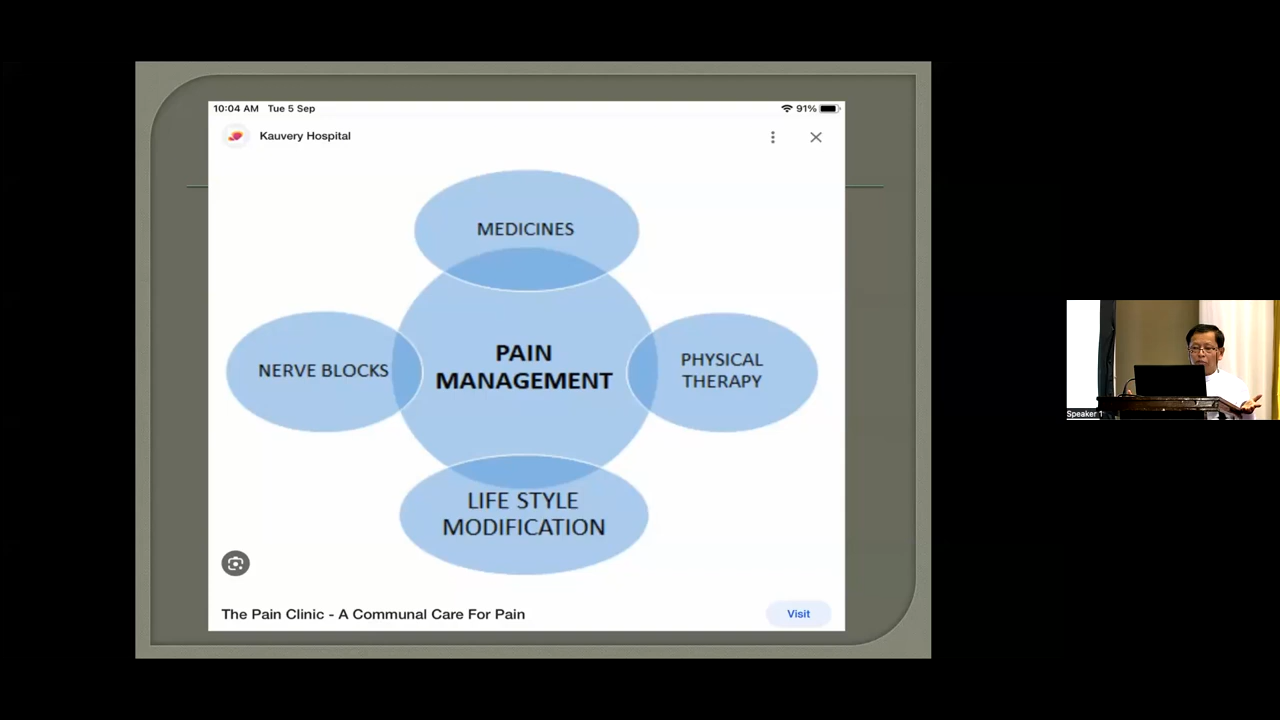 10:04 AM Tue 5 Sep
91%
Kauvery Hospital
MEDICINES
NERVE BLOCKS
PAIN
MANAGEMENT
PHYSICAL
THERAPY
LIFE STYLE
MODIFICATION
The Pain Clinic - A Communal Care For Pain
Visit
Speaker 1